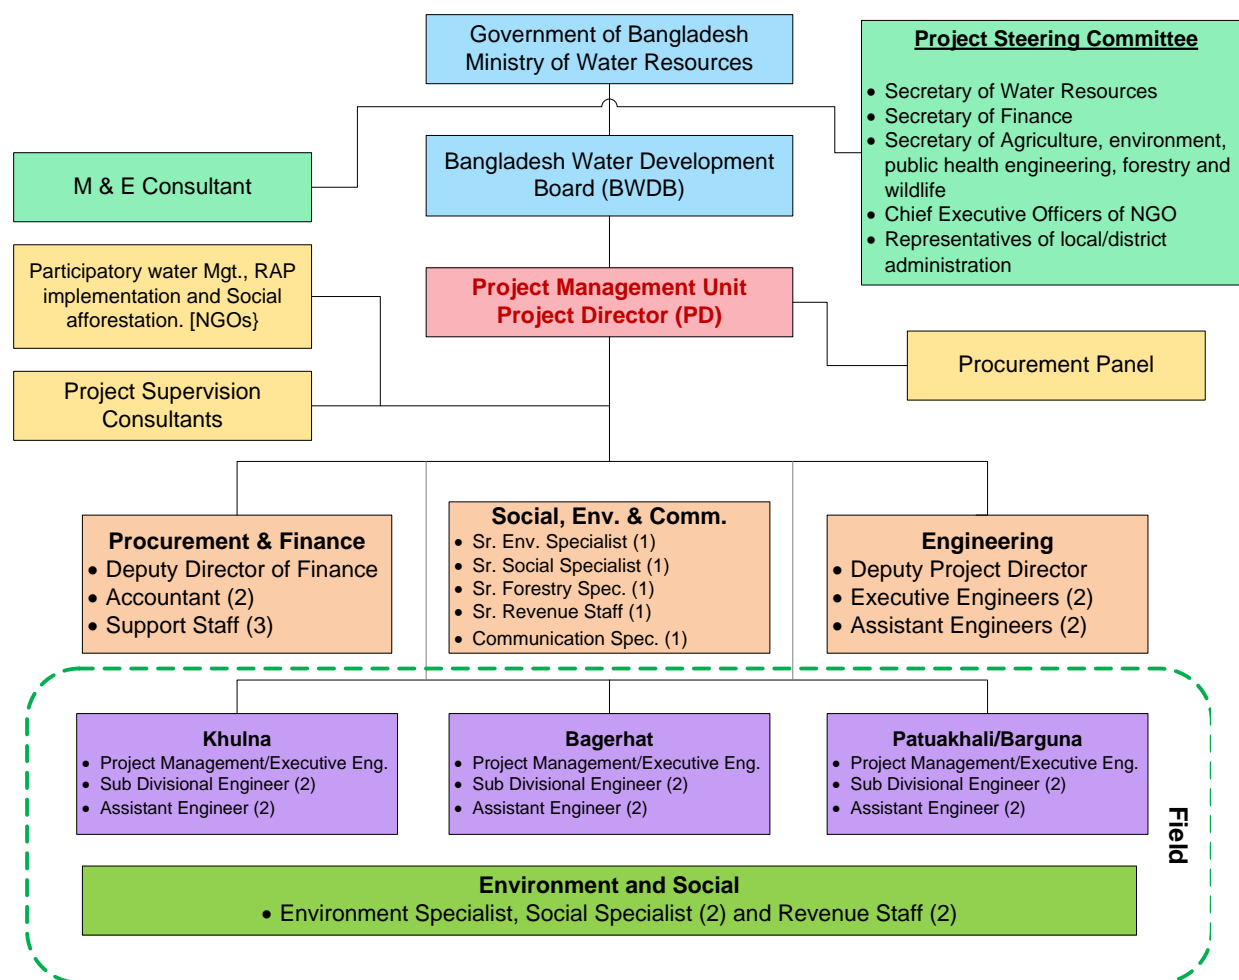 Government of Bangladesh
Ministry of Water Resources
Project Steering Committee
• Secretary of Water Resources
• Secretary of Finance
• Secretary of Agriculture, environment,
public health engineering, forestry and
wildlife
• Chief Executive Officers of NGO
• Representatives of local/district
administration
M & E Consultant
Bangladesh Water Development
Board (BWDB)
Participatory water Mgt., RAP
implementation and Social
afforestation. [NGOs}
Project Management Unit
Project Director (PD)
Procurement Panel
Project Supervision
Consultants
Procurement & Finance
• Deputy Director of Finance
• Accountant (2)
• Support Staff (3)
Social, Env. & Comm.
• Sr. Env. Specialist (1)
• Sr. Social Specialist (1)
• Sr. Forestry Spec. (1)
• Sr. Revenue Staff (1)
• Communication Spec. (1)
Engineering
• Deputy Project Director
• Executive Engineers (2)
• Assistant Engineers (2)
Khulna
• Project Management/Executive Eng.
• Sub Divisional Engineer (2)
• Assistant Engineer (2)
Bagerhat
• Project Management/Executive Eng.
• Sub Divisional Engineer (2)
• Assistant Engineer (2)
Patuakhali/Barguna
• Project Management/Executive Eng.
• Sub Divisional Engineer (2)
• Assistant Engineer (2)
Field
Environment and Social
• Environment Specialist, Social Specialist (2) and Revenue Staff (2)